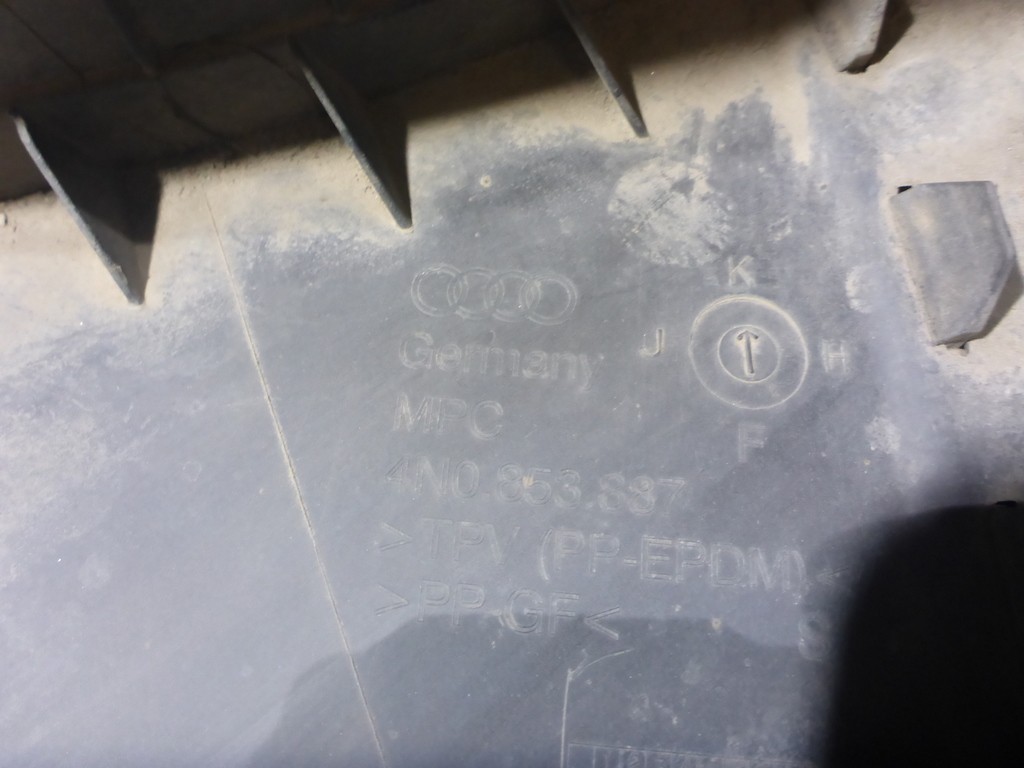 K
Germany
J
H
MPC
F
4N0.853.887
>TPV (PP-EPDM)<
>PP-GF<
S